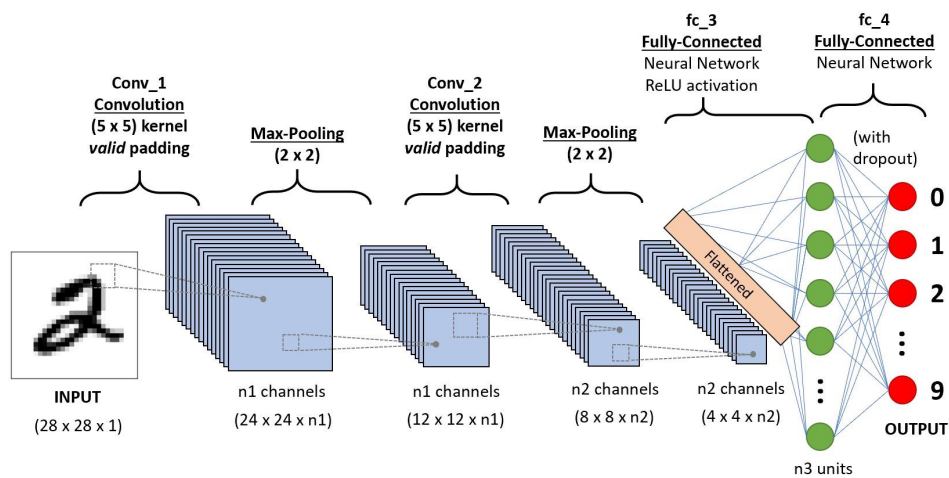 fc_3
Fully-Connected
Neural Network
ReLU activation
fc_4
Fully-Connected
Neural Network
Conv_1
Convolution
(5 x 5) kernel
valid padding
Max-Pooling
(2 x 2)
Conv_2
Convolution
(5 x 5) kernel
valid padding
Max-Pooling
(2 x 2)
(with
dropout)
Flattened
2
0
1
2
⋮
9
⋮
INPUT
(28 x 28 x 1)
n1 channels
(24 x 24 x n1)
n1 channels
(12 x 12 x n1)
n2 channels
(8 x 8 x n2)
n2 channels
(4 x 4 x n2)
OUTPUT
n3 units